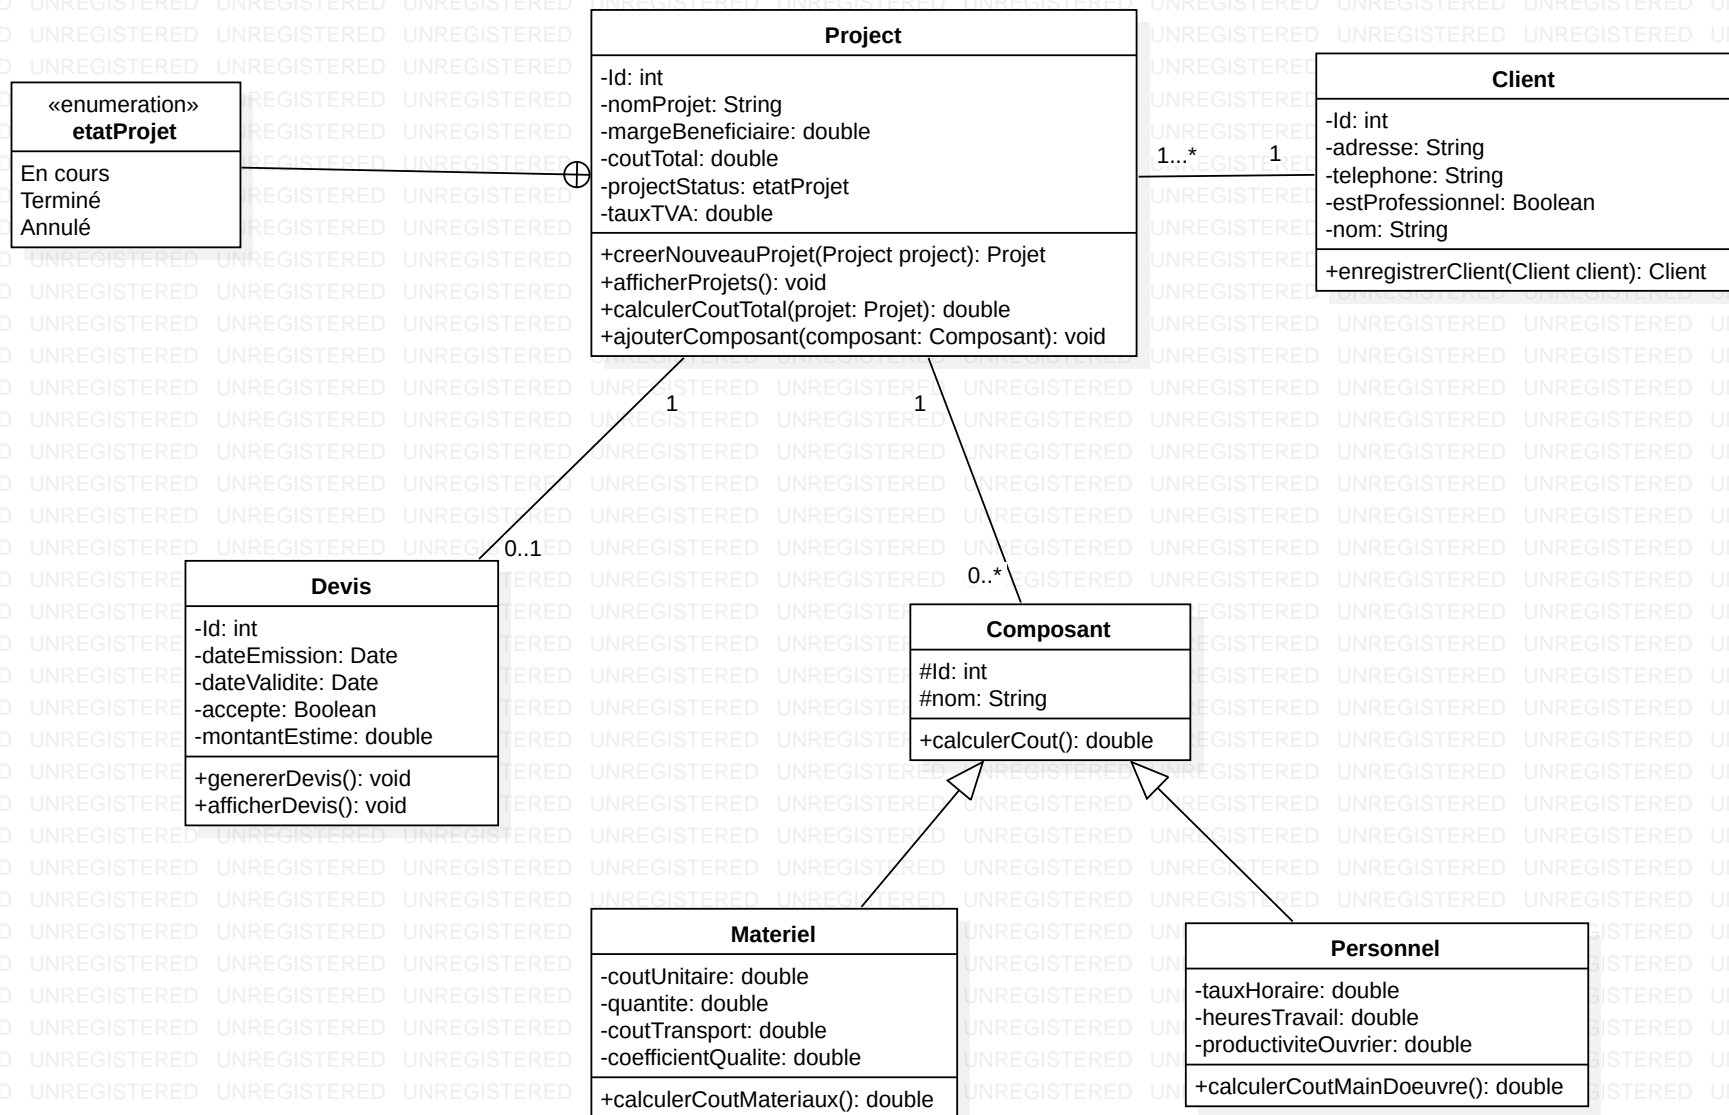 «enumeration»
etatProjet
En cours
Terminé
Annulé
Project
-Id: int
-nomProjet: String
-margeBeneficiaire: double
-coutTotal: double
-projectStatus: etatProjet
-tauxTVA: double
+creerNouveauProjet(Project project): Projet
+afficherProjets(): void
+calculerCoutTotal(projet: Projet): double
+ajouterComposant(composant: Composant): void
1...*
1
Client
-Id: int
-adresse: String
-telephone: String
-estProfessionnel: Boolean
-nom: String
+enregistrerClient(Client client): Client
1
1
0..1
0..*
Devis
-Id: int
-dateEmission: Date
-dateValidite: Date
-accepte: Boolean
-montantEstime: double
+genererDevis(): void
+afficherDevis(): void
Composant
#Id: int
#nom: String
+calculerCout(): double
Materiel
-coutUnitaire: double
-quantite: double
-coutTransport: double
-coefficientQualite: double
+calculerCoutMateriaux(): double
Personnel
-tauxHoraire: double
-heuresTravail: double
-productiviteOuvrier: double
+calculerCoutMainDoeuvre(): double
UNREGISTERED